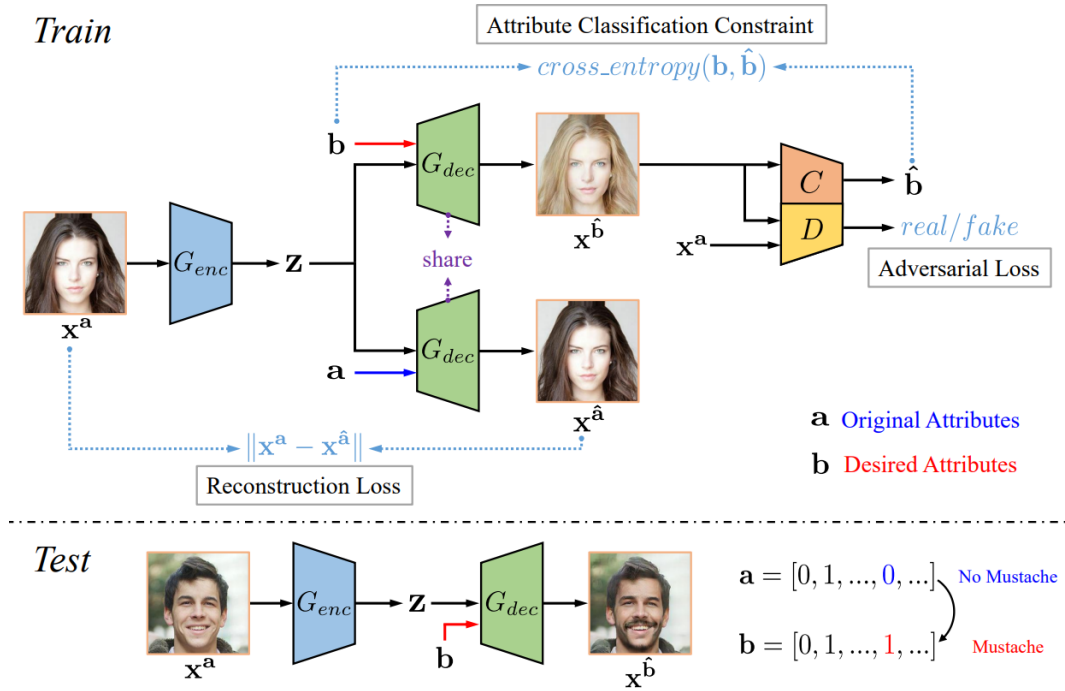 Train
Attribute Classification Constraint
cross_entropy(𝐛, 𝐛̂)
𝐛
G_dec
𝐱^𝐛̂
C
𝐛̂
D
𝐱^𝐚
real/fake
Adversarial Loss
𝐱^𝐚
G_enc
𝐳
share
G_dec
𝐚
𝐱^𝐚̂
‖𝐱^𝐚 − 𝐱^𝐚̂‖
Reconstruction Loss
𝐚 Original Attributes
𝐛 Desired Attributes
Test
𝐱^𝐚
G_enc
𝐳
𝐛
G_dec
𝐱^𝐛̂
𝐚 = [0, 1, ..., 0, ...] No Mustache
𝐛 = [0, 1, ..., 1, ...] Mustache